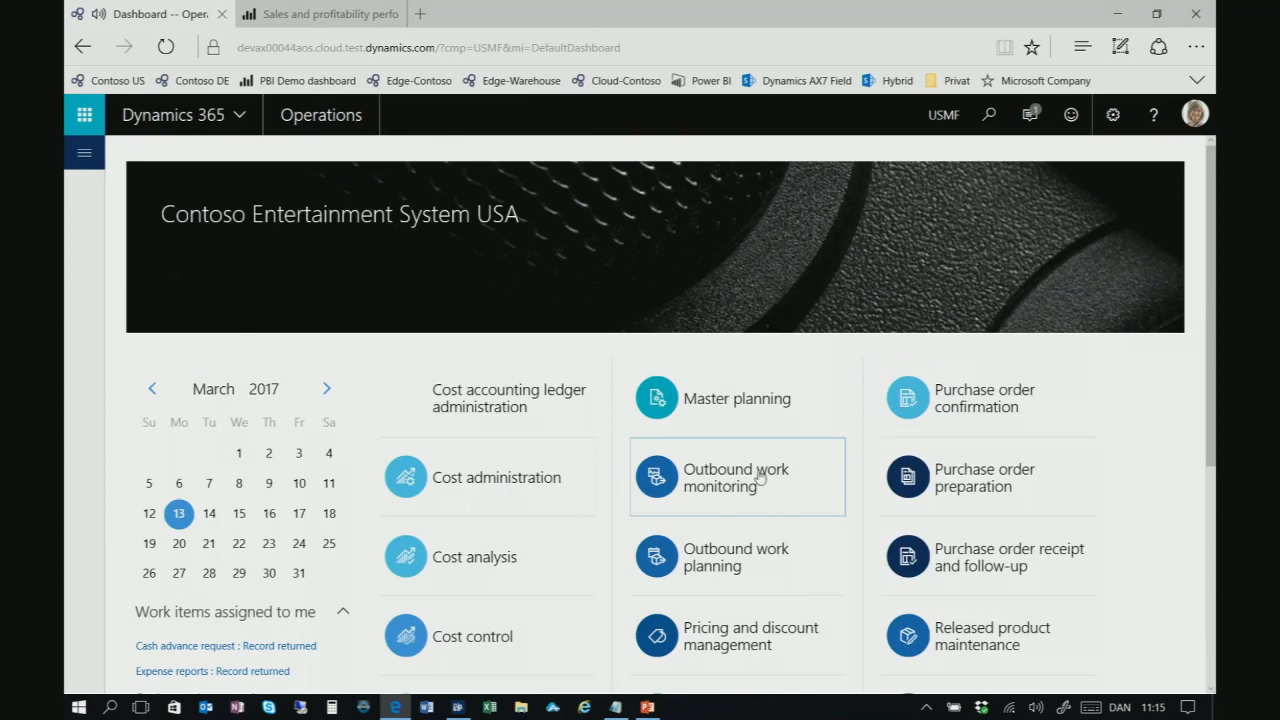 Dashboard -- Oper
Sales and profitability perfo
devax00044aos.cloud.test.dynamics.com/?cmp=USMF&mi=DefaultDashboard
Contoso US
Contoso DE
PBI Demo dashboard
Edge-Contoso
Edge-Warehouse
Cloud-Contoso
Power BI
Dynamics AX7 Field
Hybrid
Privat
Microsoft Company
Dynamics 365
Operations
USMF
1
?
Contoso Entertainment System USA
March 2017
Su Mo Tu We Th Fr Sa
1 2 3 4
5 6 7 8 9 10 11
12 13 14 15 16 17 18
19 20 21 22 23 24 25
26 27 28 29 30 31
Work items assigned to me
Cash advance request : Record returned
Expense reports : Record returned
Cost accounting ledger
administration
Cost administration
Cost analysis
Cost control
Master planning
Outbound work
monitoring
Outbound work
planning
Pricing and discount
management
Purchase order
confirmation
Purchase order
preparation
Purchase order receipt
and follow-up
Released product
maintenance
DAN
11:15